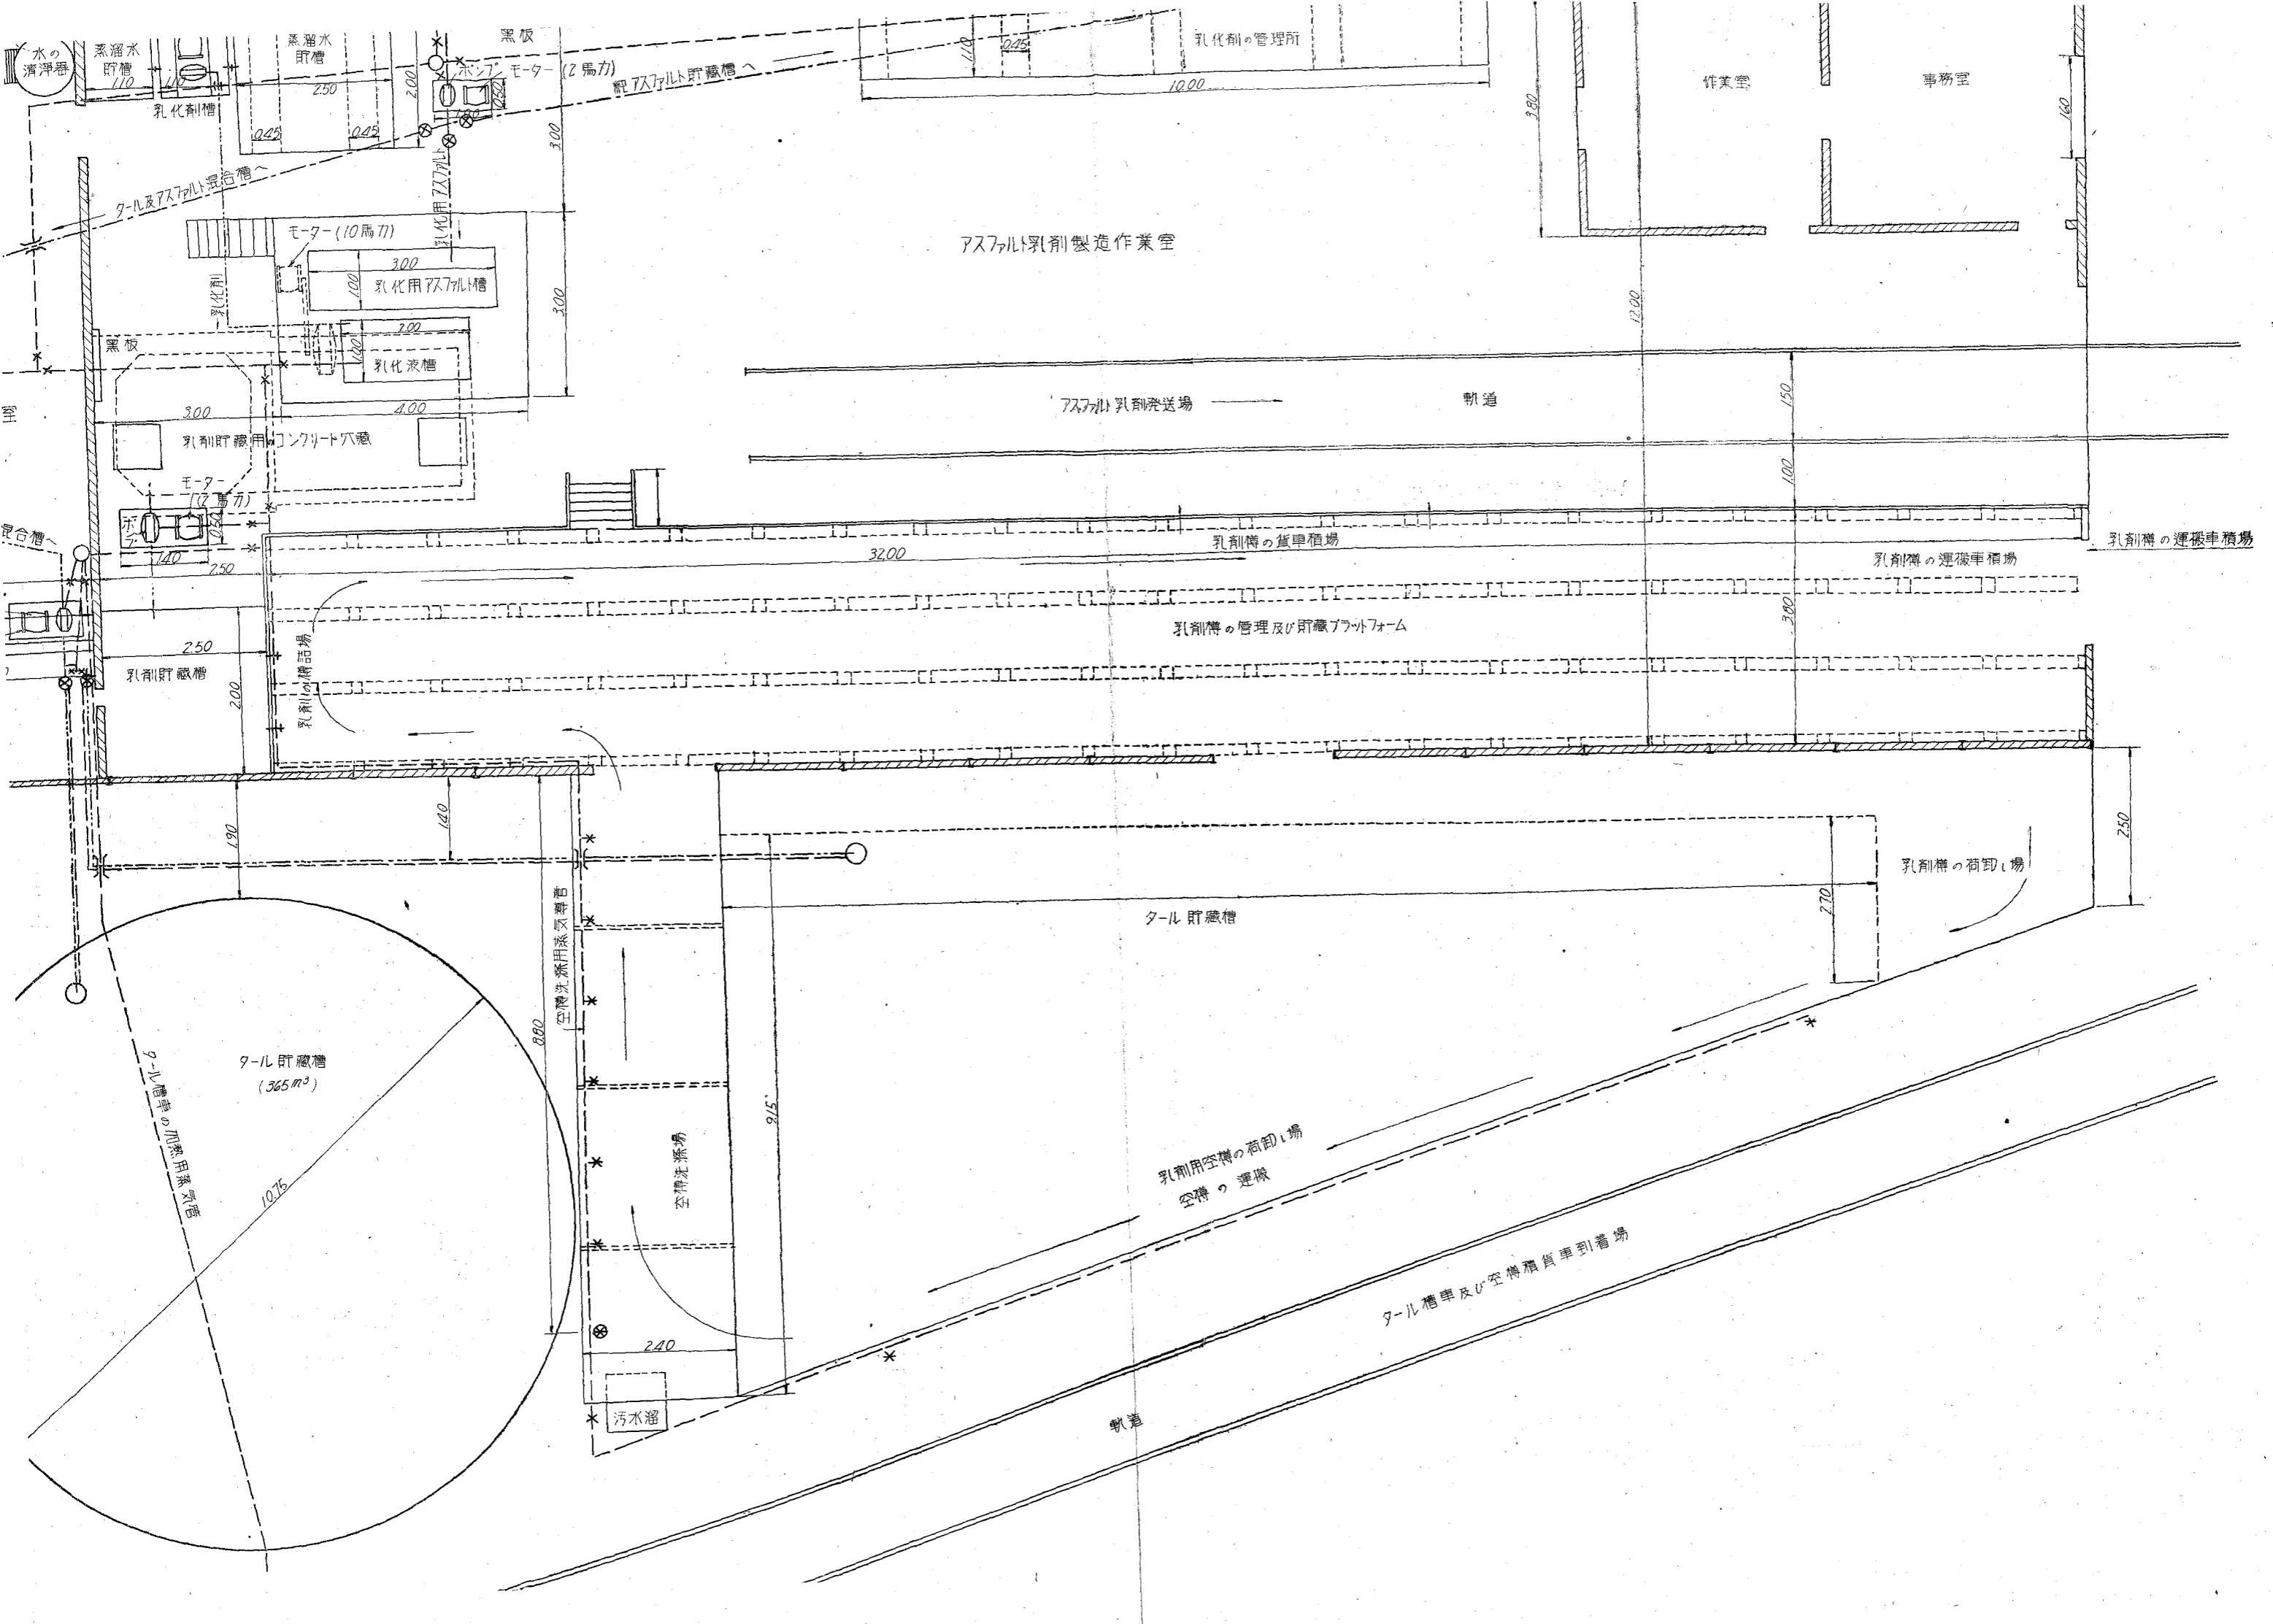 水の
清浄器
蒸溜水
貯槽
1.10
1.10
乳化剤槽
蒸溜水
貯槽
2.50
2.00
0.45
0.45
黒板
モーター (2馬力)
0.50
アスファルト貯蔵槽へ
タール及アスファルト混合槽へ
乳化用アスファルト
3.00
1.10
0.45
乳化剤の管理所
10.00
3.80
作業室
事務室
1.60
モーター (10馬力)
3.00
1.00
乳化用アスファルト槽
乳化剤
2.00
1.00
乳化液槽
3.00
アスファルト乳剤製造作業室
12.00
黒板
室
3.00
4.00
乳剤貯蔵用のコンクリート穴蔵
アスファルト乳剤発送場
軌道
1.50
1.00
モーター
(2馬力)
ポンプ
0.50
1.40
混合槽へ
2.50
32.00
乳剤樽の貨車積場
乳剤樽の運搬車積場
乳剤樽の運搬車積場
3.80
乳剤樽の管理及び貯蔵プラットフォーム
2.50
乳剤貯蔵槽
2.00
乳剤の樽詰場
1.90
1.40
2.50
2.70
乳剤樽の荷卸し場
タール貯蔵槽
空樽洗滌用蒸気導管
8.80
9.15
タール貯蔵槽
(365m³)
10.75
タール槽車の加熱用蒸気管
空樽洗滌場
2.40
汚水溜
乳剤用空樽の荷卸し場
空樽の運搬
タール槽車及び空樽積貨車到着場
軌道